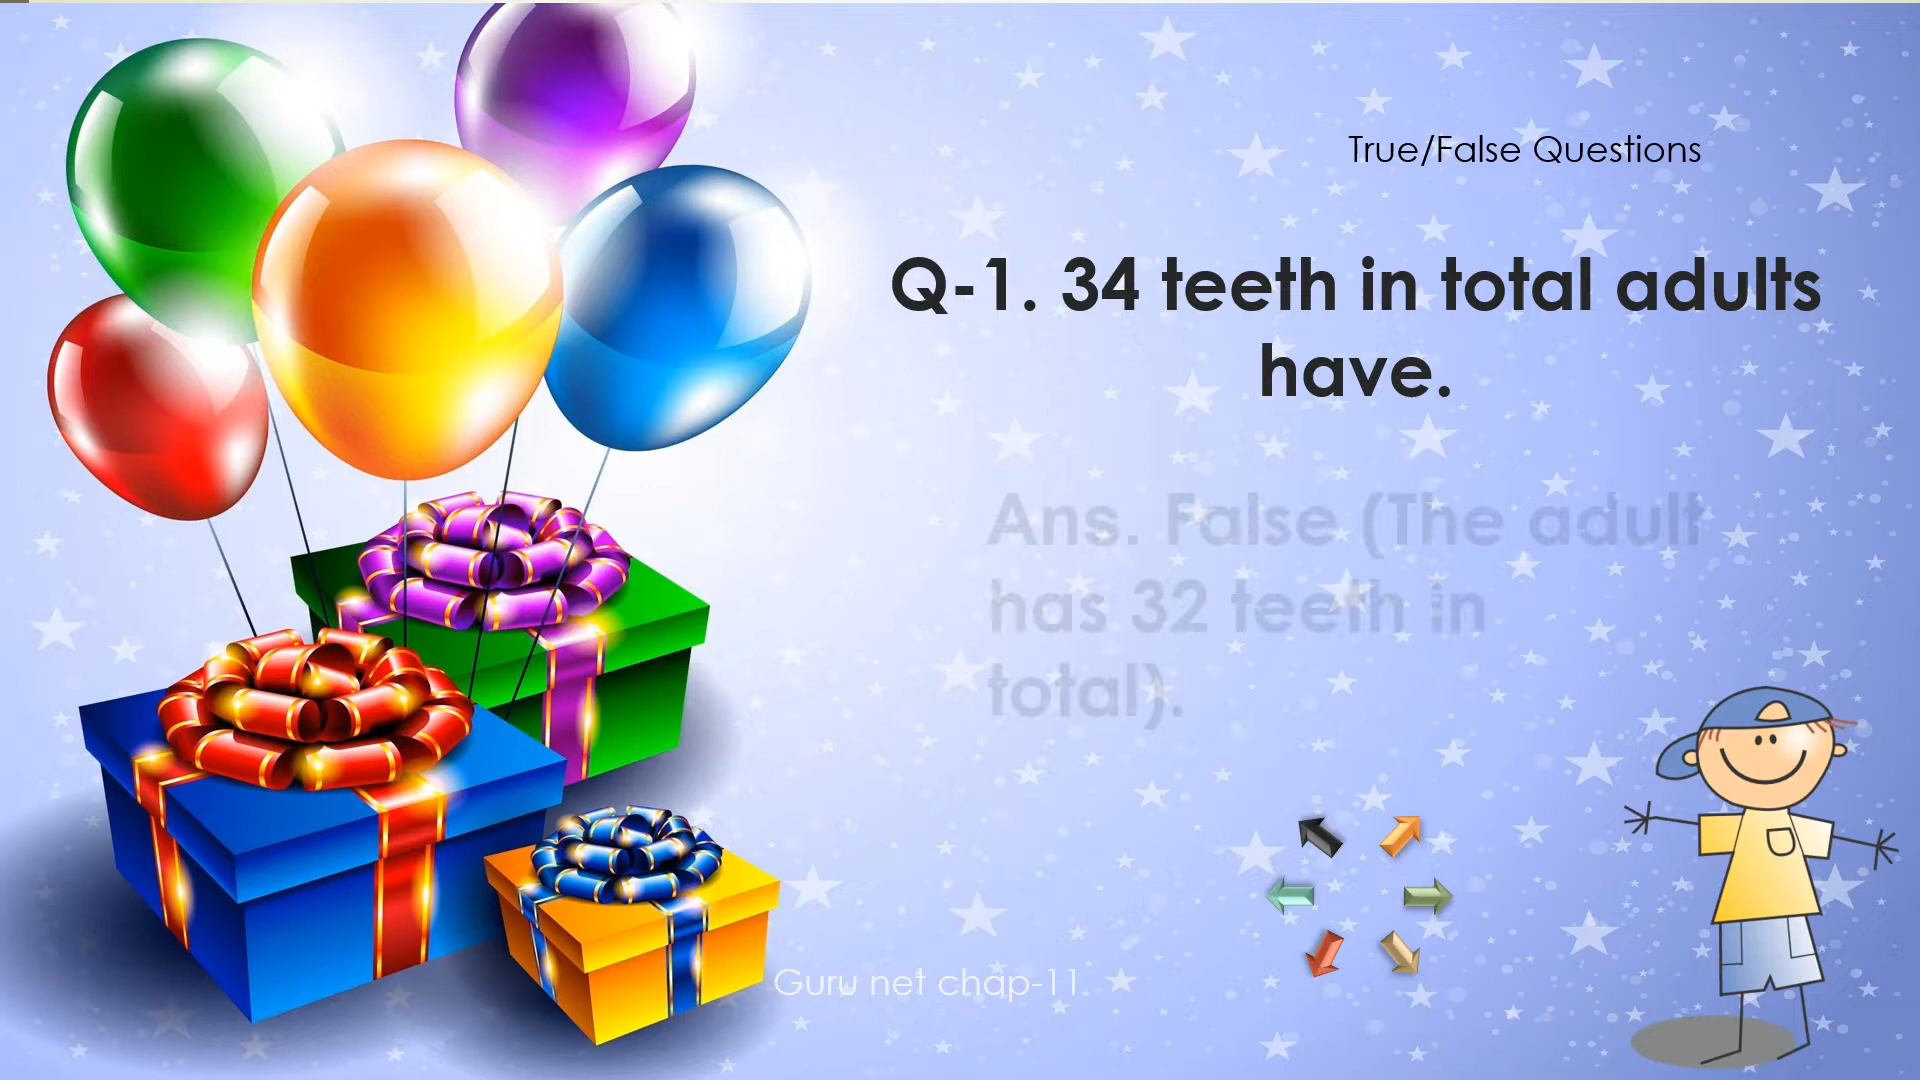 True/False Questions
Q-1. 34 teeth in total adults
have.
Ans. False (The adult
has 32 teeth in
total).
Guru net chap-11